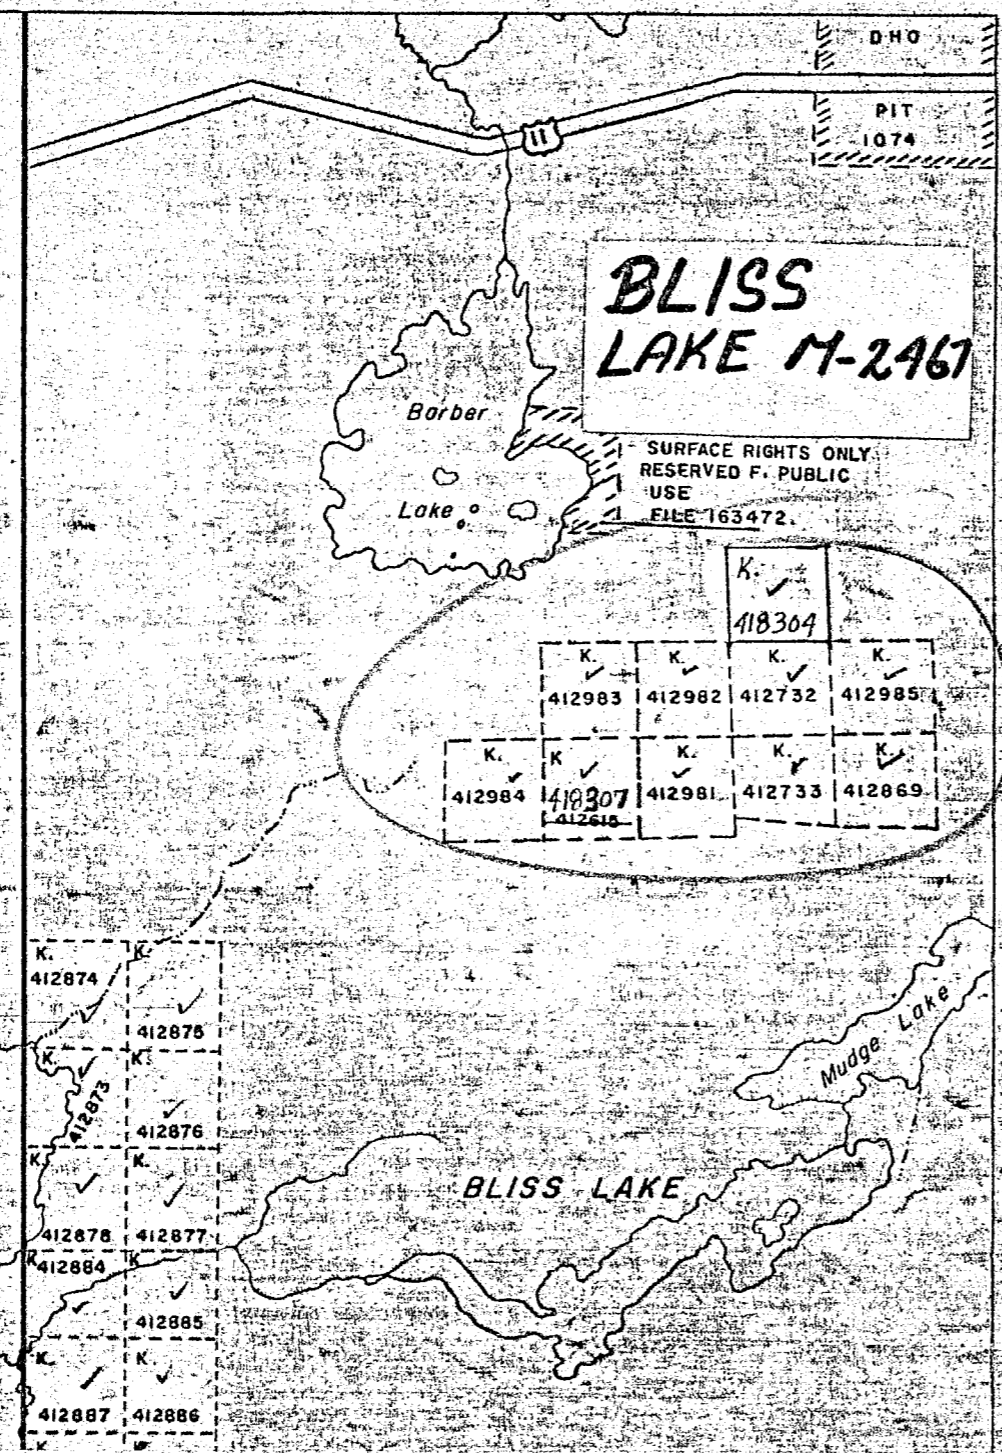 DHO
11
PIT
1074
BLISS
LAKE M-2467
Barber
Lake
SURFACE RIGHTS ONLY
RESERVED F. PUBLIC
USE
FILE 163472.
K.
418304
K. K. K. K.
412983 412982 412732 412985
K. K K. K. K.
412984 418307 412981 412733 412869
412615
K. K.
412874
412875
Mudge Lake
K. K.
412873
412876
K. K.
412878 412877
BLISS LAKE
K. K
412884
412885
K. K.
412887 412886
K